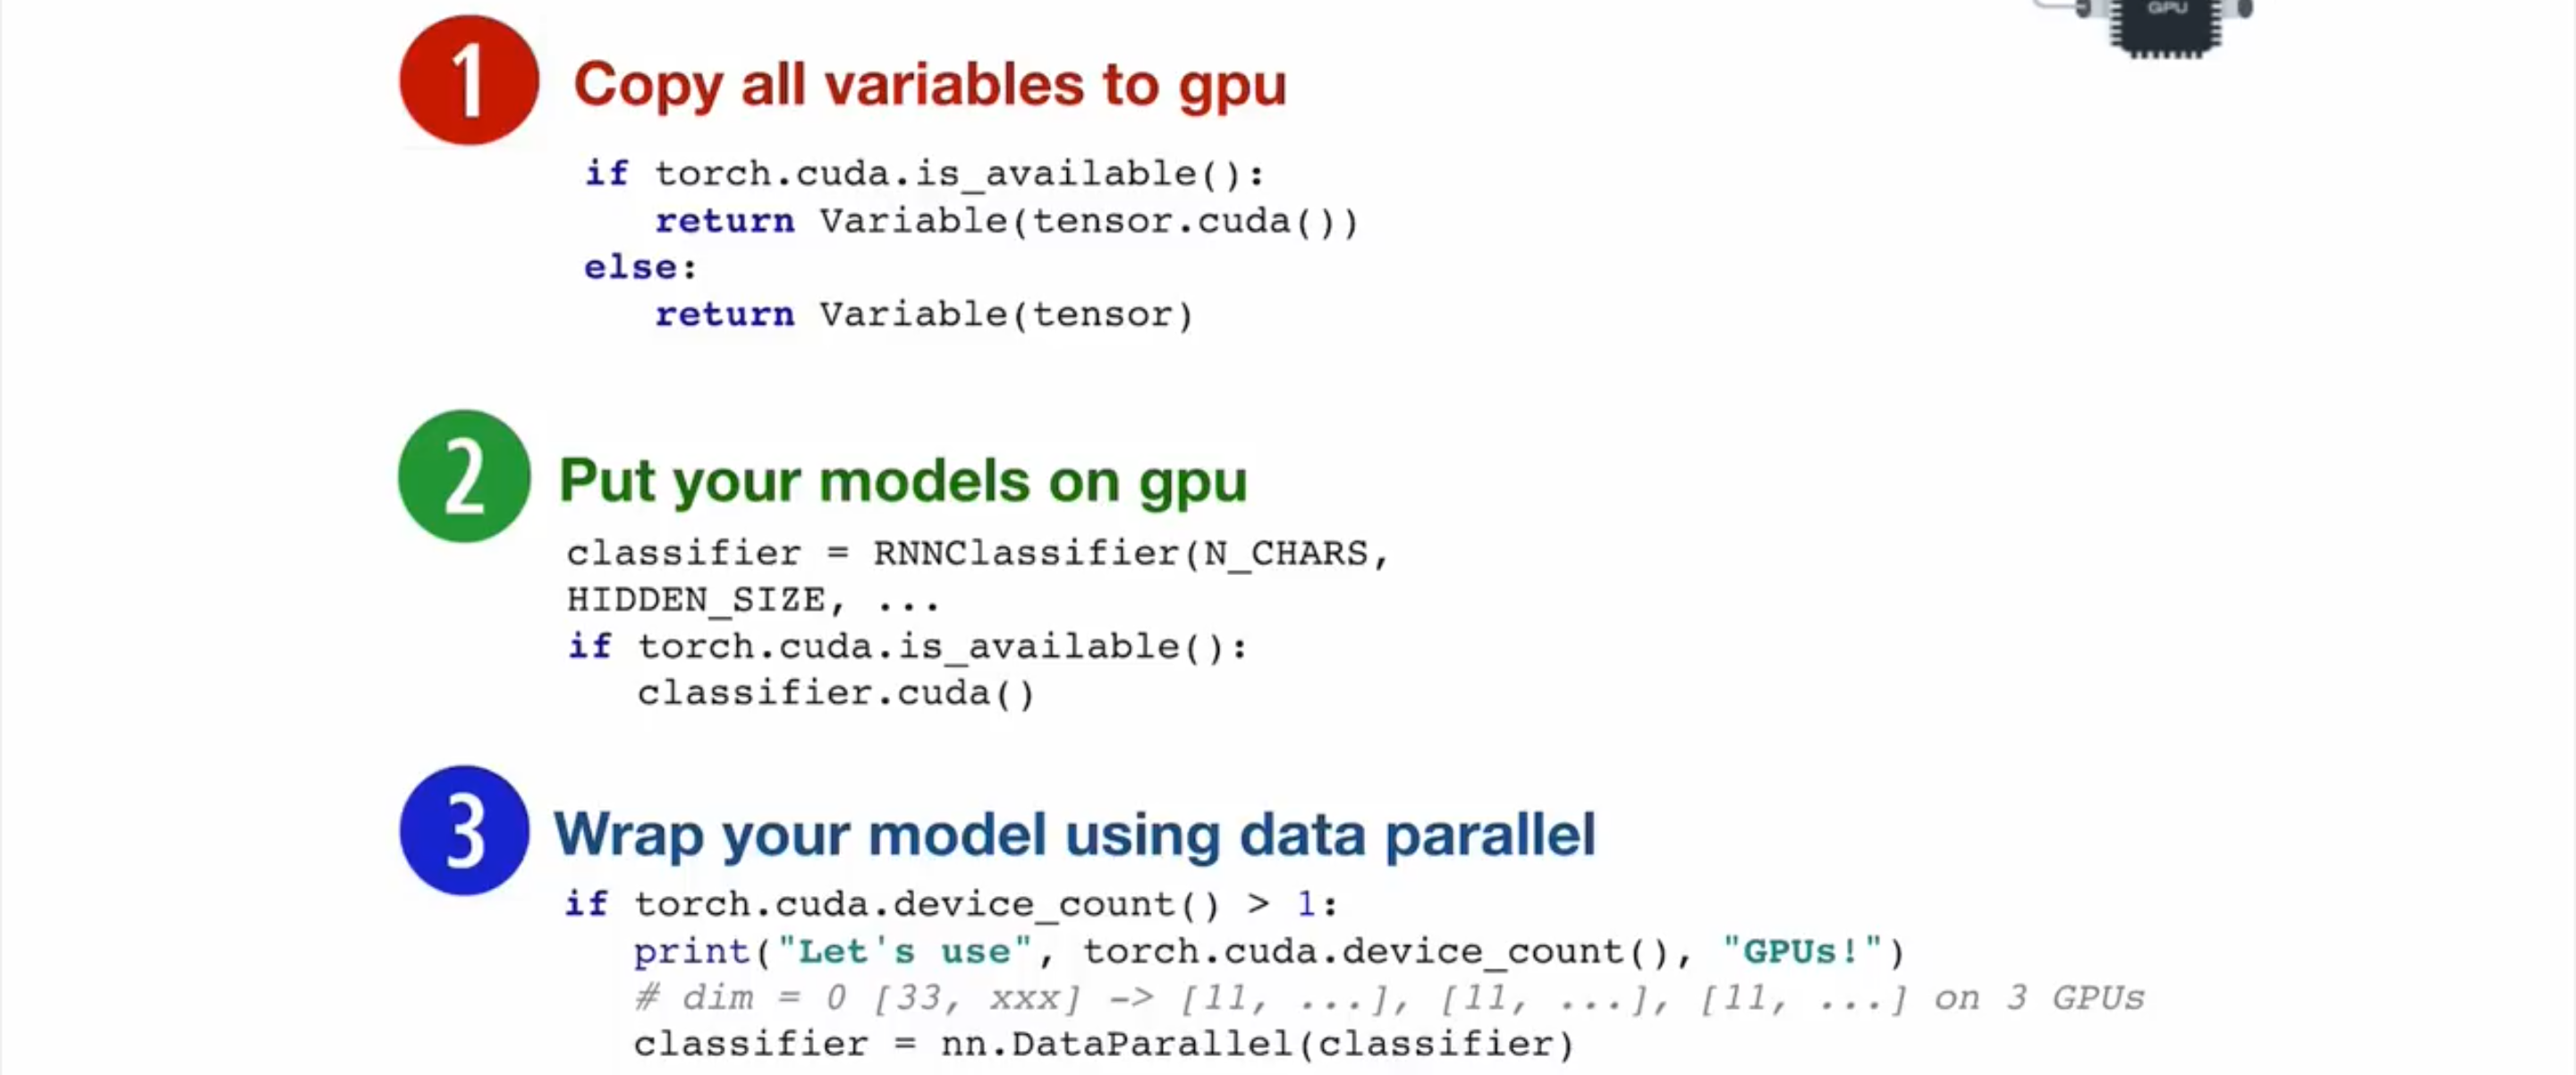 GPU
1 Copy all variables to gpu
if torch.cuda.is_available():
   return Variable(tensor.cuda())
else:
   return Variable(tensor)
2 Put your models on gpu
classifier = RNNClassifier(N_CHARS,
HIDDEN_SIZE, ...
if torch.cuda.is_available():
   classifier.cuda()
3 Wrap your model using data parallel
if torch.cuda.device_count() > 1:
   print("Let's use", torch.cuda.device_count(), "GPUs!")
   # dim = 0 [33, xxx] -> [11, ...], [11, ...], [11, ...] on 3 GPUs
   classifier = nn.DataParallel(classifier)